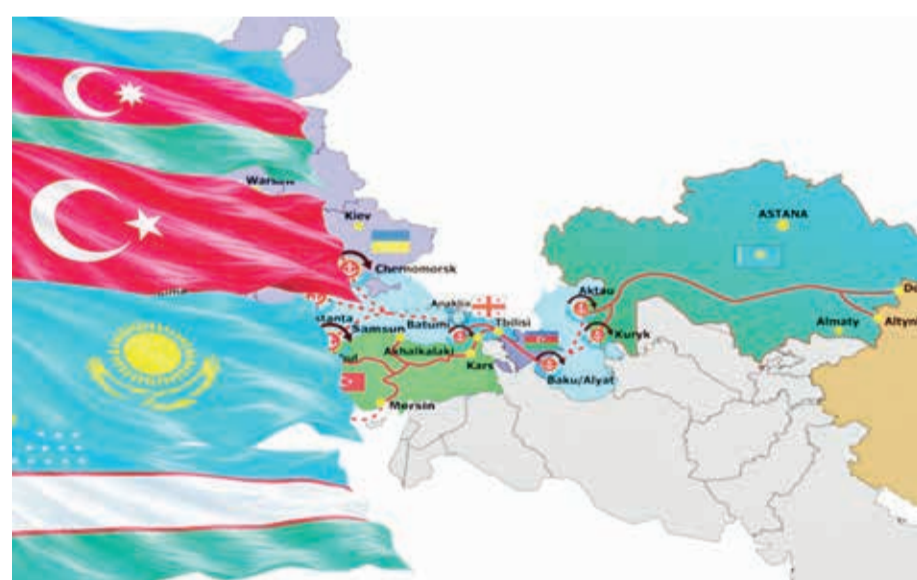 Kiev
ASTANA
Chernomorsk
Aktau
Anaklia
Samsun
Batumi
Tbilisi
Kuryk
Almaty
Akhalkalaki
Kars
Baku/Alyat
Mersin